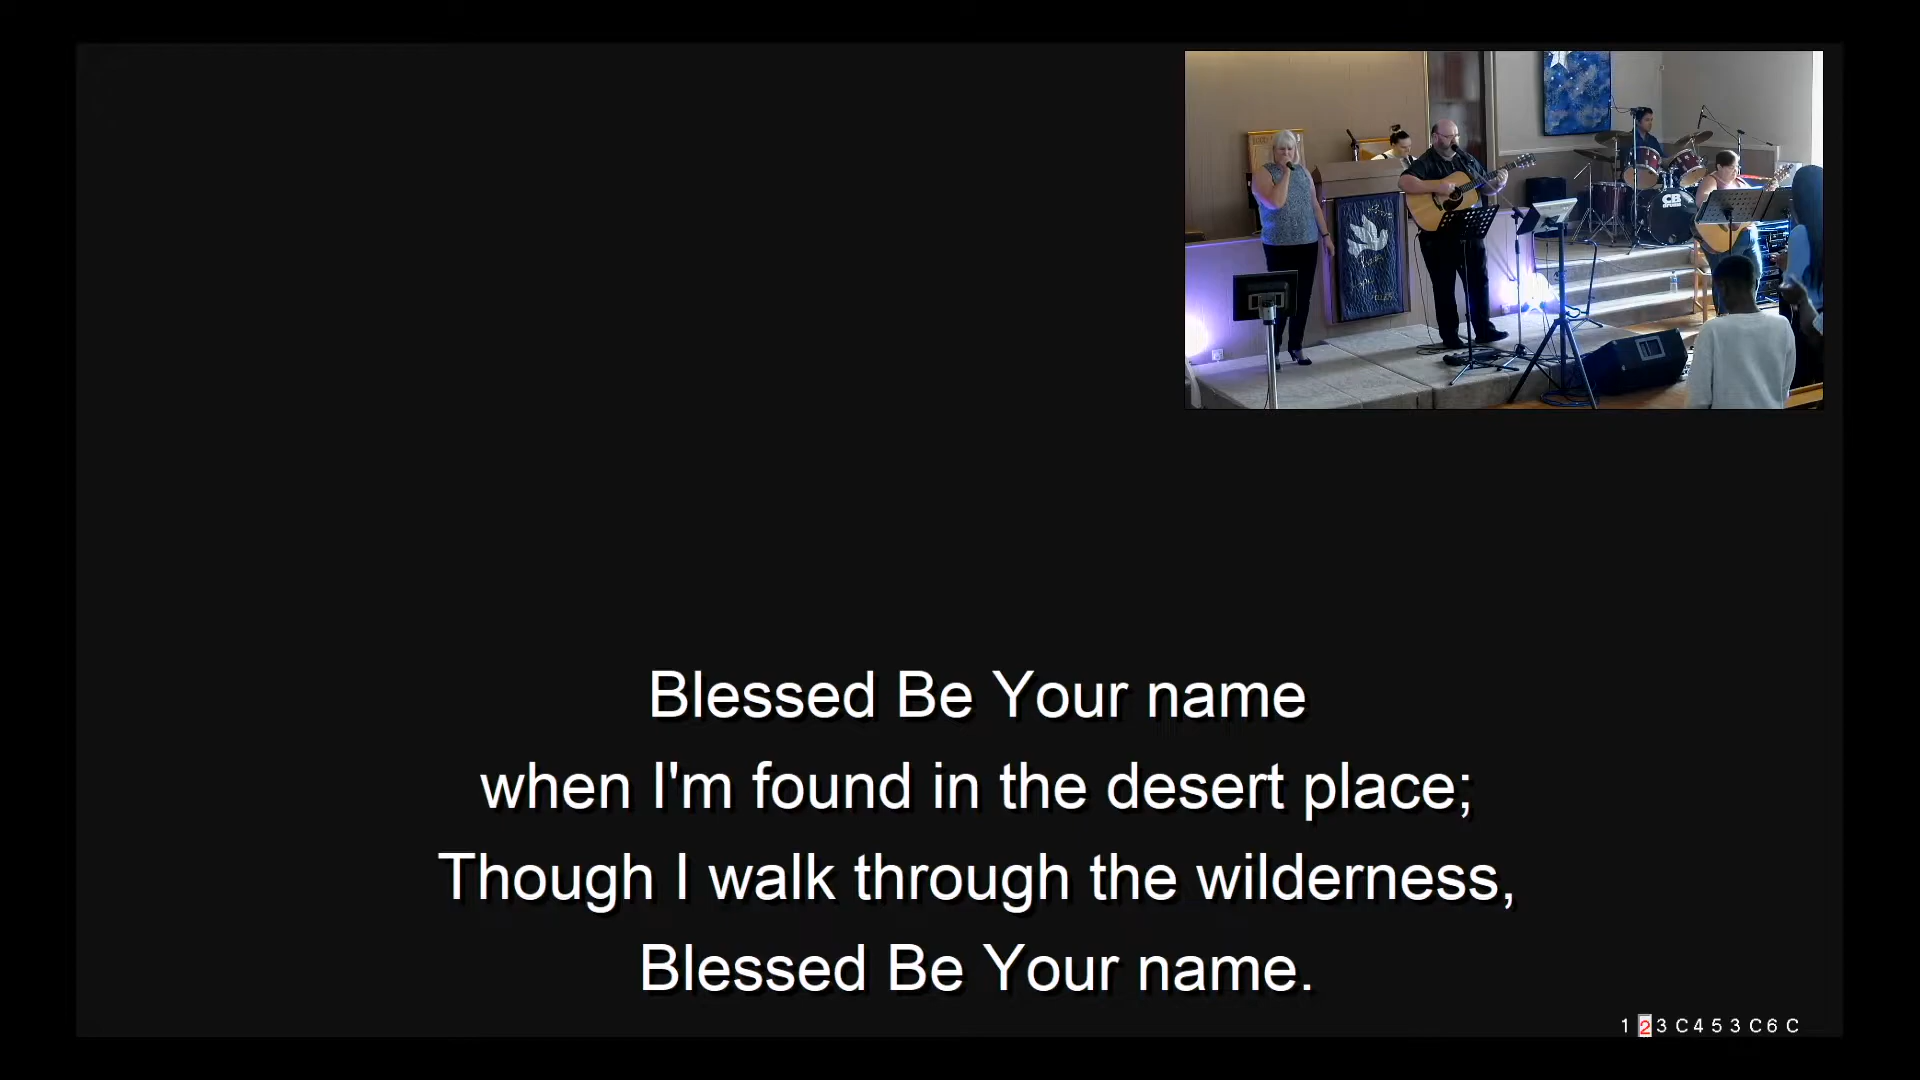 CB
Blessed Be Your name
when I'm found in the desert place;
Though I walk through the wilderness,
Blessed Be Your name.
1 2 3 C 4 5 3 C 6 C